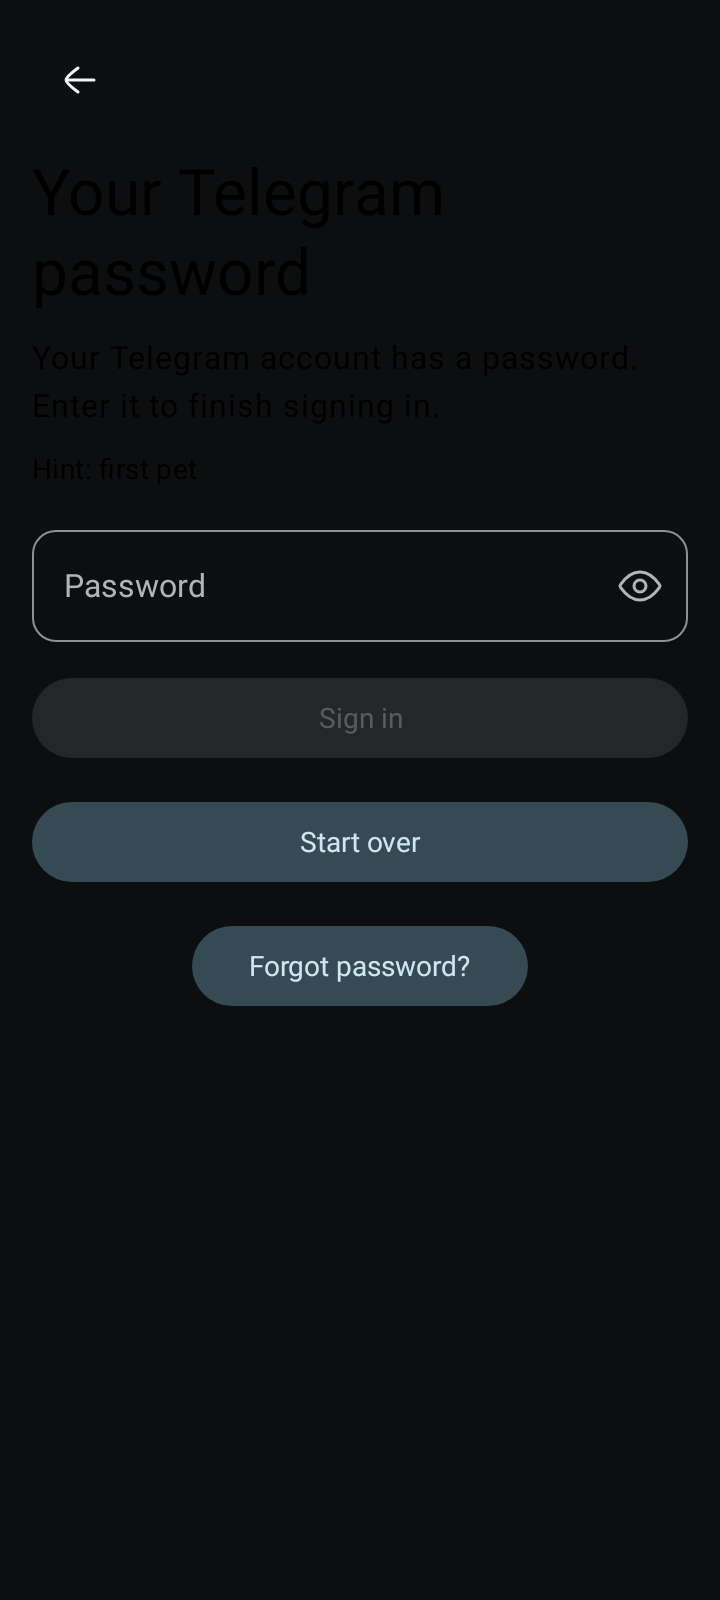 Your Telegram
password
Your Telegram account has a password.
Enter it to finish signing in.
Hint: first pet
Password
Sign in
Start over
Forgot password?